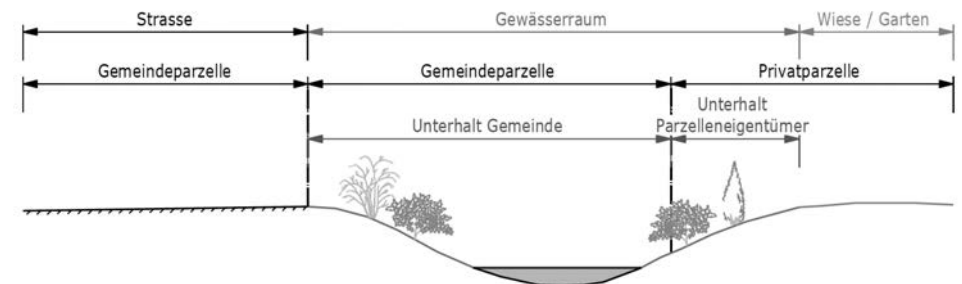 Strasse
Gewässerraum
Wiese / Garten
Gemeindeparzelle
Gemeindeparzelle
Privatparzelle
Unterhalt Gemeinde
Unterhalt
Parzelleneigentümer